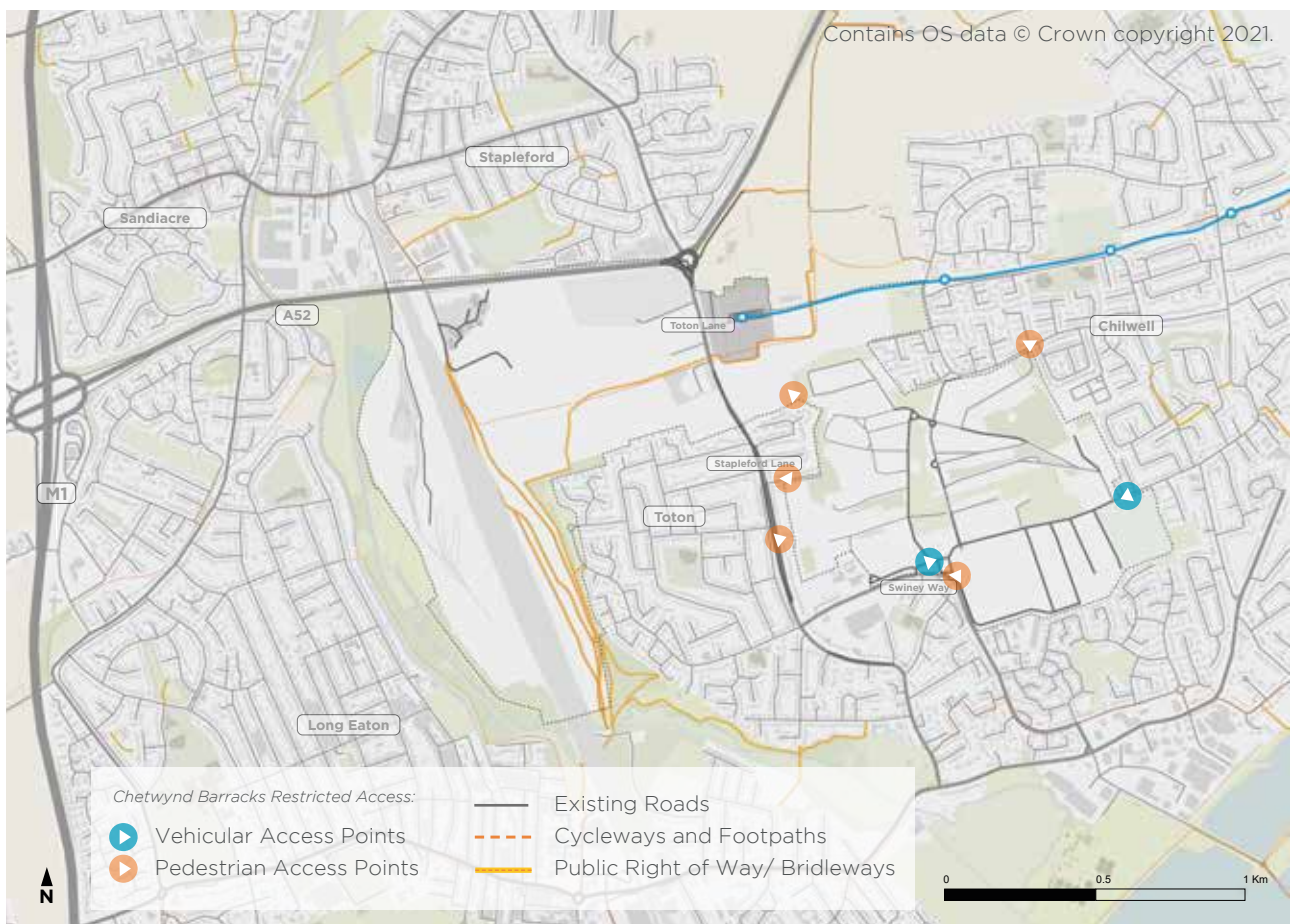 Contains OS data © Crown copyright 2021.
Stapleford
Sandiacre
A52
Toton Lane
Chilwell
M1
Stapleford Lane
Toton
Swiney Way
Long Eaton
Chetwynd Barracks Restricted Access:
Vehicular Access Points
Pedestrian Access Points
Existing Roads
Cycleways and Footpaths
Public Right of Way/ Bridleways
N
0 0.5 1 Km